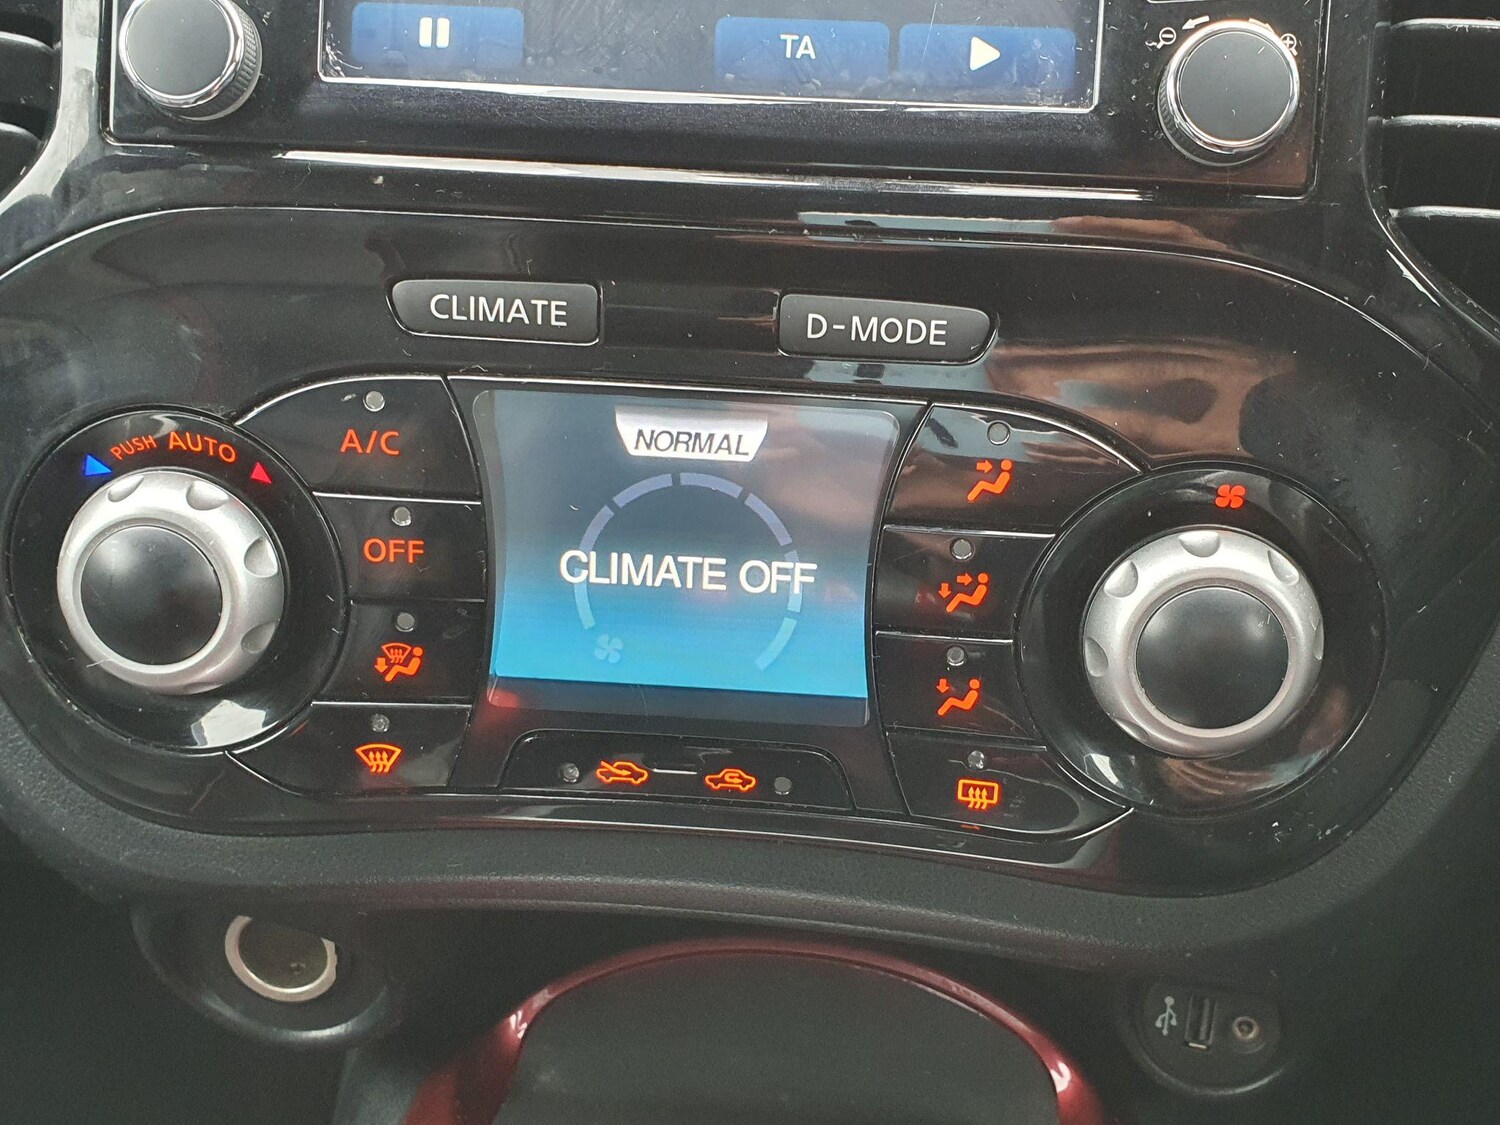 TA
CLIMATE
D-MODE
PUSH AUTO
A/C
NORMAL
OFF
CLIMATE OFF